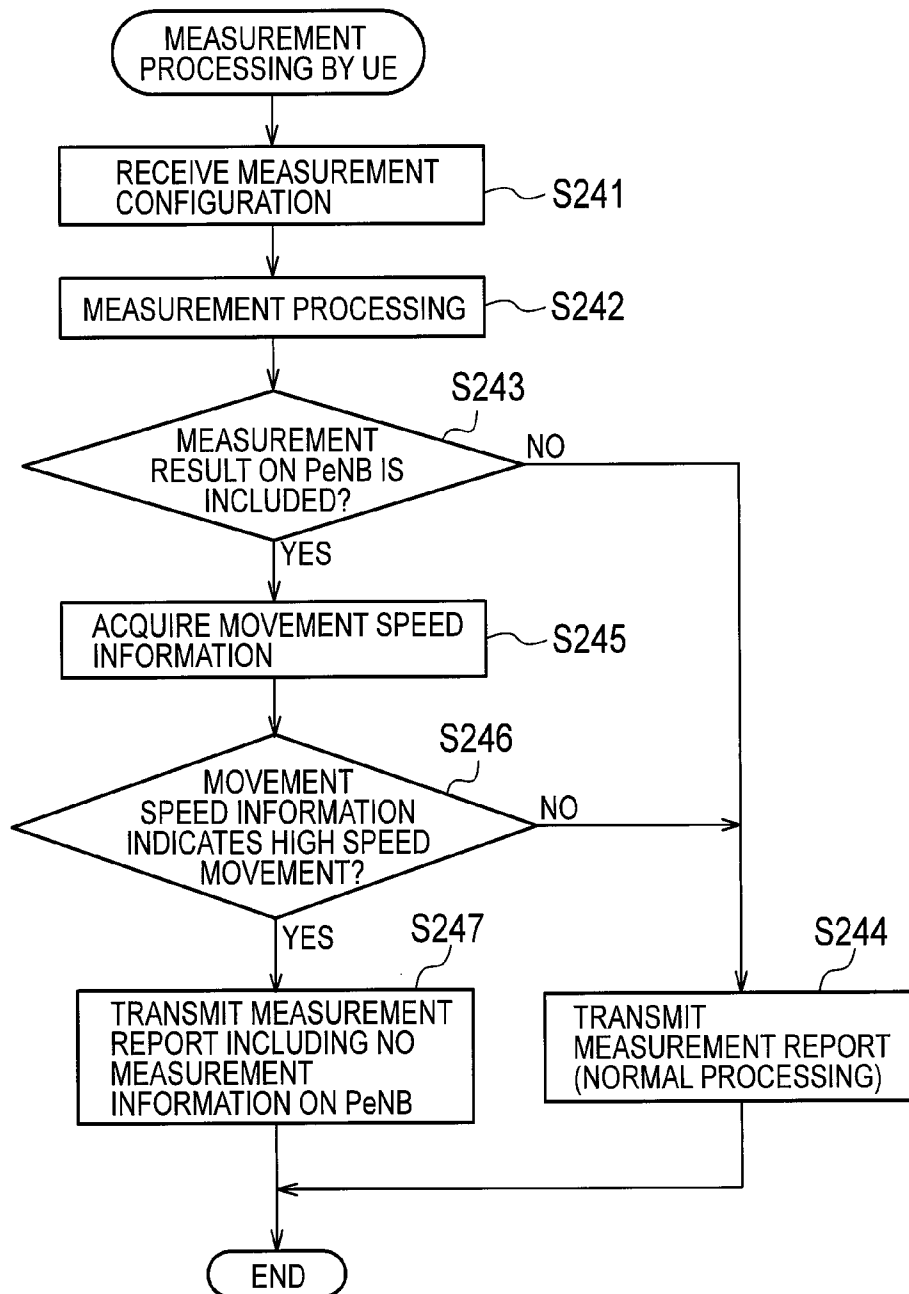 MEASUREMENT
PROCESSING BY UE
RECEIVE MEASUREMENT
CONFIGURATION
S241
MEASUREMENT PROCESSING
S242
S243
MEASUREMENT
RESULT ON PeNB IS
INCLUDED?
NO
YES
ACQUIRE MOVEMENT SPEED
INFORMATION
S245
S246
MOVEMENT
SPEED INFORMATION
INDICATES HIGH SPEED
MOVEMENT?
NO
YES
S247
TRANSMIT MEASUREMENT
REPORT INCLUDING NO
MEASUREMENT
INFORMATION ON PeNB
S244
TRANSMIT
MEASUREMENT REPORT
(NORMAL PROCESSING)
END